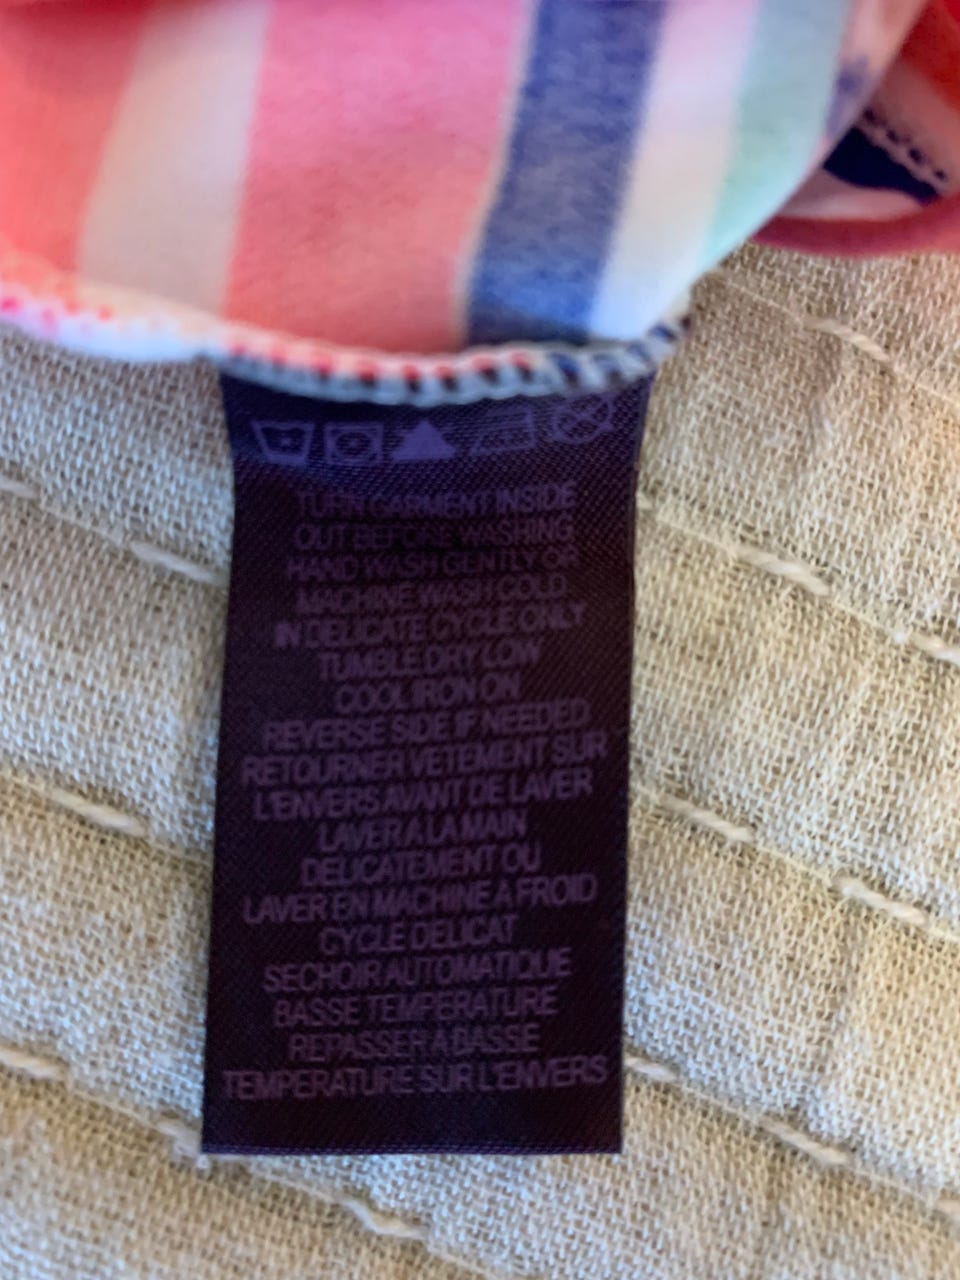 TURN GARMENT INSIDE
OUT BEFORE WASHING
HAND WASH GENTLY OR
MACHINE WASH COLD
IN DELICATE CYCLE ONLY
TUMBLE DRY LOW
COOL IRON ON
REVERSE SIDE IF NEEDED
RETOURNER VETEMENT SUR
L'ENVERS AVANT DE LAVER
LAVER A LA MAIN
DELICATEMENT OU
LAVER EN MACHINE A FROID
CYCLE DELICAT
SECHOIR AUTOMATIQUE
BASSE TEMPERATURE
REPASSER A BASSE
TEMPERATURE SUR L'ENVERS